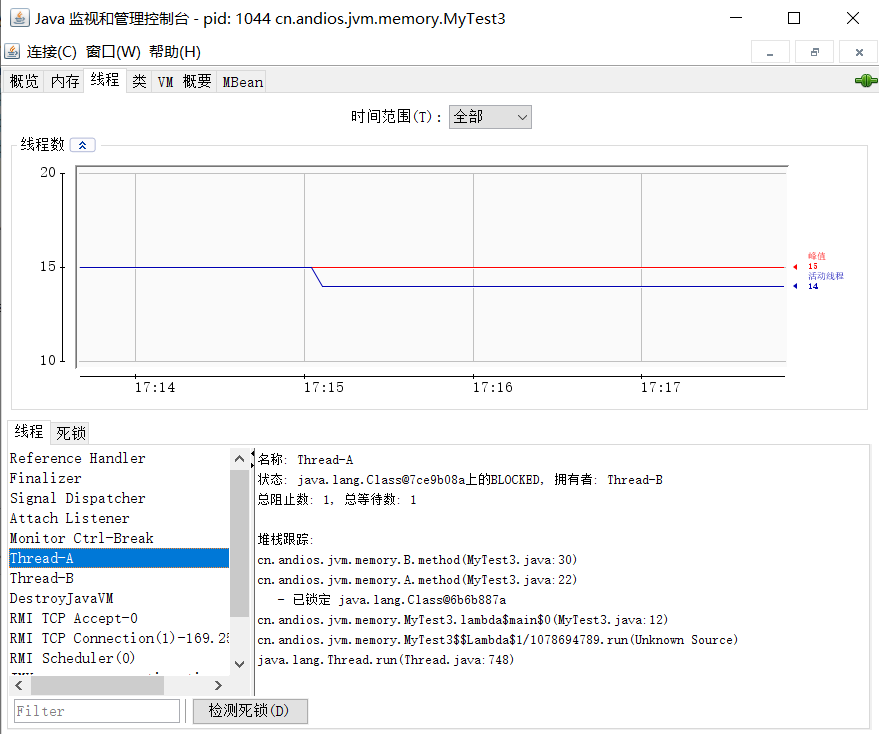 Java 监视和管理控制台 - pid: 1044 cn.andios.jvm.memory.MyTest3
连接(C) 窗口(W) 帮助(H)
概览 内存 线程 类 VM 概要 MBean
时间范围(T): 全部
线程数
20
15
10
峰值
15
活动线程
14
17:14 17:15 17:16 17:17
线程 死锁
Reference Handler
Finalizer
Signal Dispatcher
Attach Listener
Monitor Ctrl-Break
Thread-A
Thread-B
DestroyJavaVM
RMI TCP Accept-0
RMI TCP Connection(1)-169.25
RMI Scheduler(0)
名称: Thread-A
状态: java.lang.Class@7ce9b08a上的BLOCKED, 拥有者: Thread-B
总阻止数: 1, 总等待数: 1
堆栈跟踪:
cn.andios.jvm.memory.B.method(MyTest3.java:30)
cn.andios.jvm.memory.A.method(MyTest3.java:22)
- 已锁定 java.lang.Class@6b6b887a
cn.andios.jvm.memory.MyTest3.lambda$main$0(MyTest3.java:12)
cn.andios.jvm.memory.MyTest3$$Lambda$1/1078694789.run(Unknown Source)
java.lang.Thread.run(Thread.java:748)
Filter
检测死锁(D)